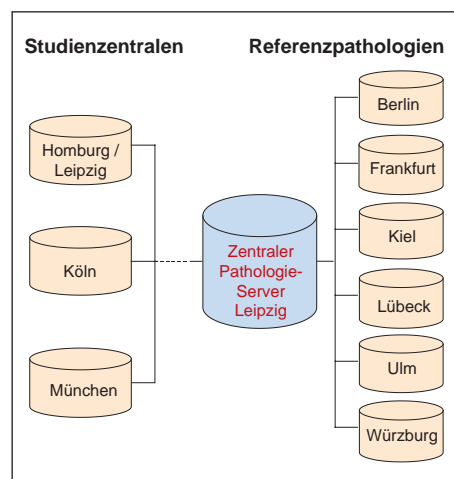 Studienzentralen
Homburg /
Leipzig
Köln
München
Zentraler
Pathologie-
Server
Leipzig
Referenzpathologien
Berlin
Frankfurt
Kiel
Lübeck
Ulm
Würzburg